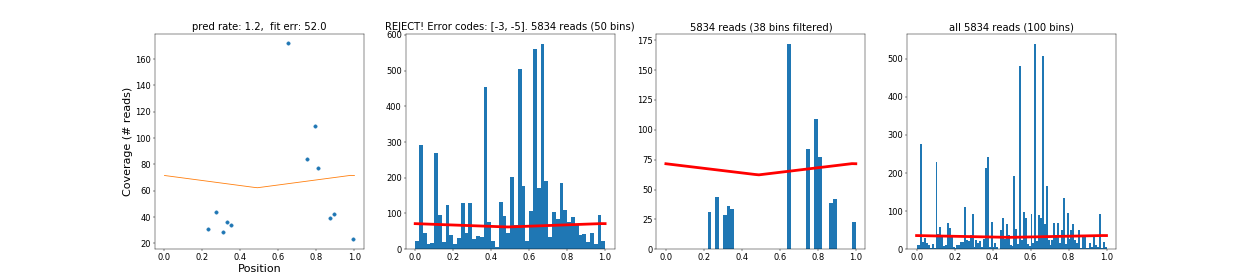 pred rate: 1.2, fit err: 52.0
REJECT! Error codes: [-3, -5]. 5834 reads (50 bins)
5834 reads (38 bins filtered)
all 5834 reads (100 bins)
Coverage (# reads)
160
140
120
100
80
60
40
20
0.0 0.2 0.4 0.6 0.8 1.0
Position
600
500
400
300
200
100
0
0.0 0.2 0.4 0.6 0.8 1.0
175
150
125
100
75
50
25
0
0.0 0.2 0.4 0.6 0.8 1.0
500
400
300
200
100
0
0.0 0.2 0.4 0.6 0.8 1.0